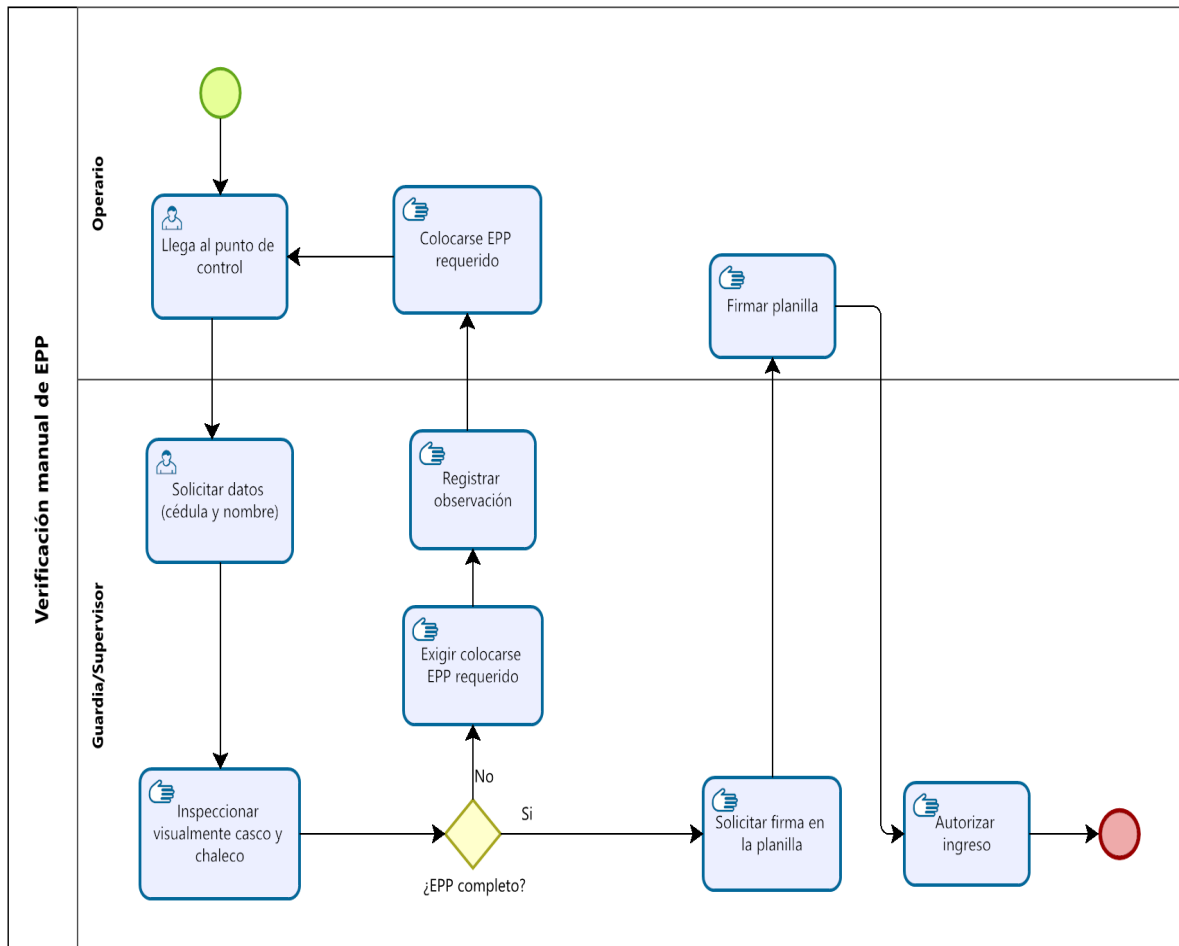 Verificación manual de EPP
Operario
Llega al punto de
control
Colocarse EPP
requerido
Firmar planilla
Guardia/Supervisor
Solicitar datos
(cédula y nombre)
Registrar
observación
Exigir colocarse
EPP requerido
Inspeccionar
visualmente casco y
chaleco
No
Si
¿EPP completo?
Solicitar firma en
la planilla
Autorizar
ingreso